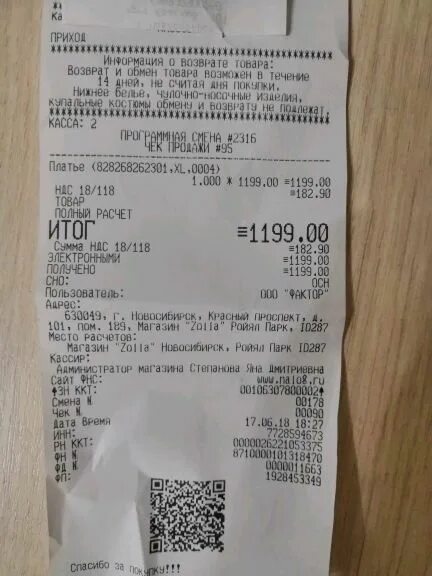 ПРИХОД
Информация о возврате товара:
Возврат и обмен товара возможен в течение
14 дней, не считая дня покупки.
Нижнее белье, чулочно-носочные изделия,
купальные костюмы обмену и возврату не подлежат.
КАССА: 2
ПРОГРАММНАЯ СМЕНА #2316
ЧЕК ПРОДАЖИ #95
Платье (828268262301,XL,0004)
1.000 * 1199.00 =1199.00
НДС 18/118 =182.90
ТОВАР
ПОЛНЫЙ РАСЧЕТ
ИТОГ =1199.00
Сумма НДС 18/118 =182.90
ЭЛЕКТРОННЫМИ =1199.00
ПОЛУЧЕНО =1199.00
СНО: ОСН
Пользователь: ООО "ФАКТОР"
Адрес:
630049, г. Новосибирск, Красный проспект, д.
101, пом. 189, Магазин "Zolla" Ройял Парк, ID287
Место расчетов:
Магазин "Zolla" Новосибирск, Ройял Парк ID287
Кассир:
Администратор магазина Степанова Яна Дмитриевна
Сайт ФНС: www.nalog.ru
ЗН ККТ: 00106307800002
Смена № 00178
Чек № 00090
Дата Время 17.06.18 18:27
ИНН: 7728594673
РН ККТ: 0000026221053375
ФН № 8710000101318470
ФД № 0000011663
ФП: 1928453349
Спасибо за покупку!!!